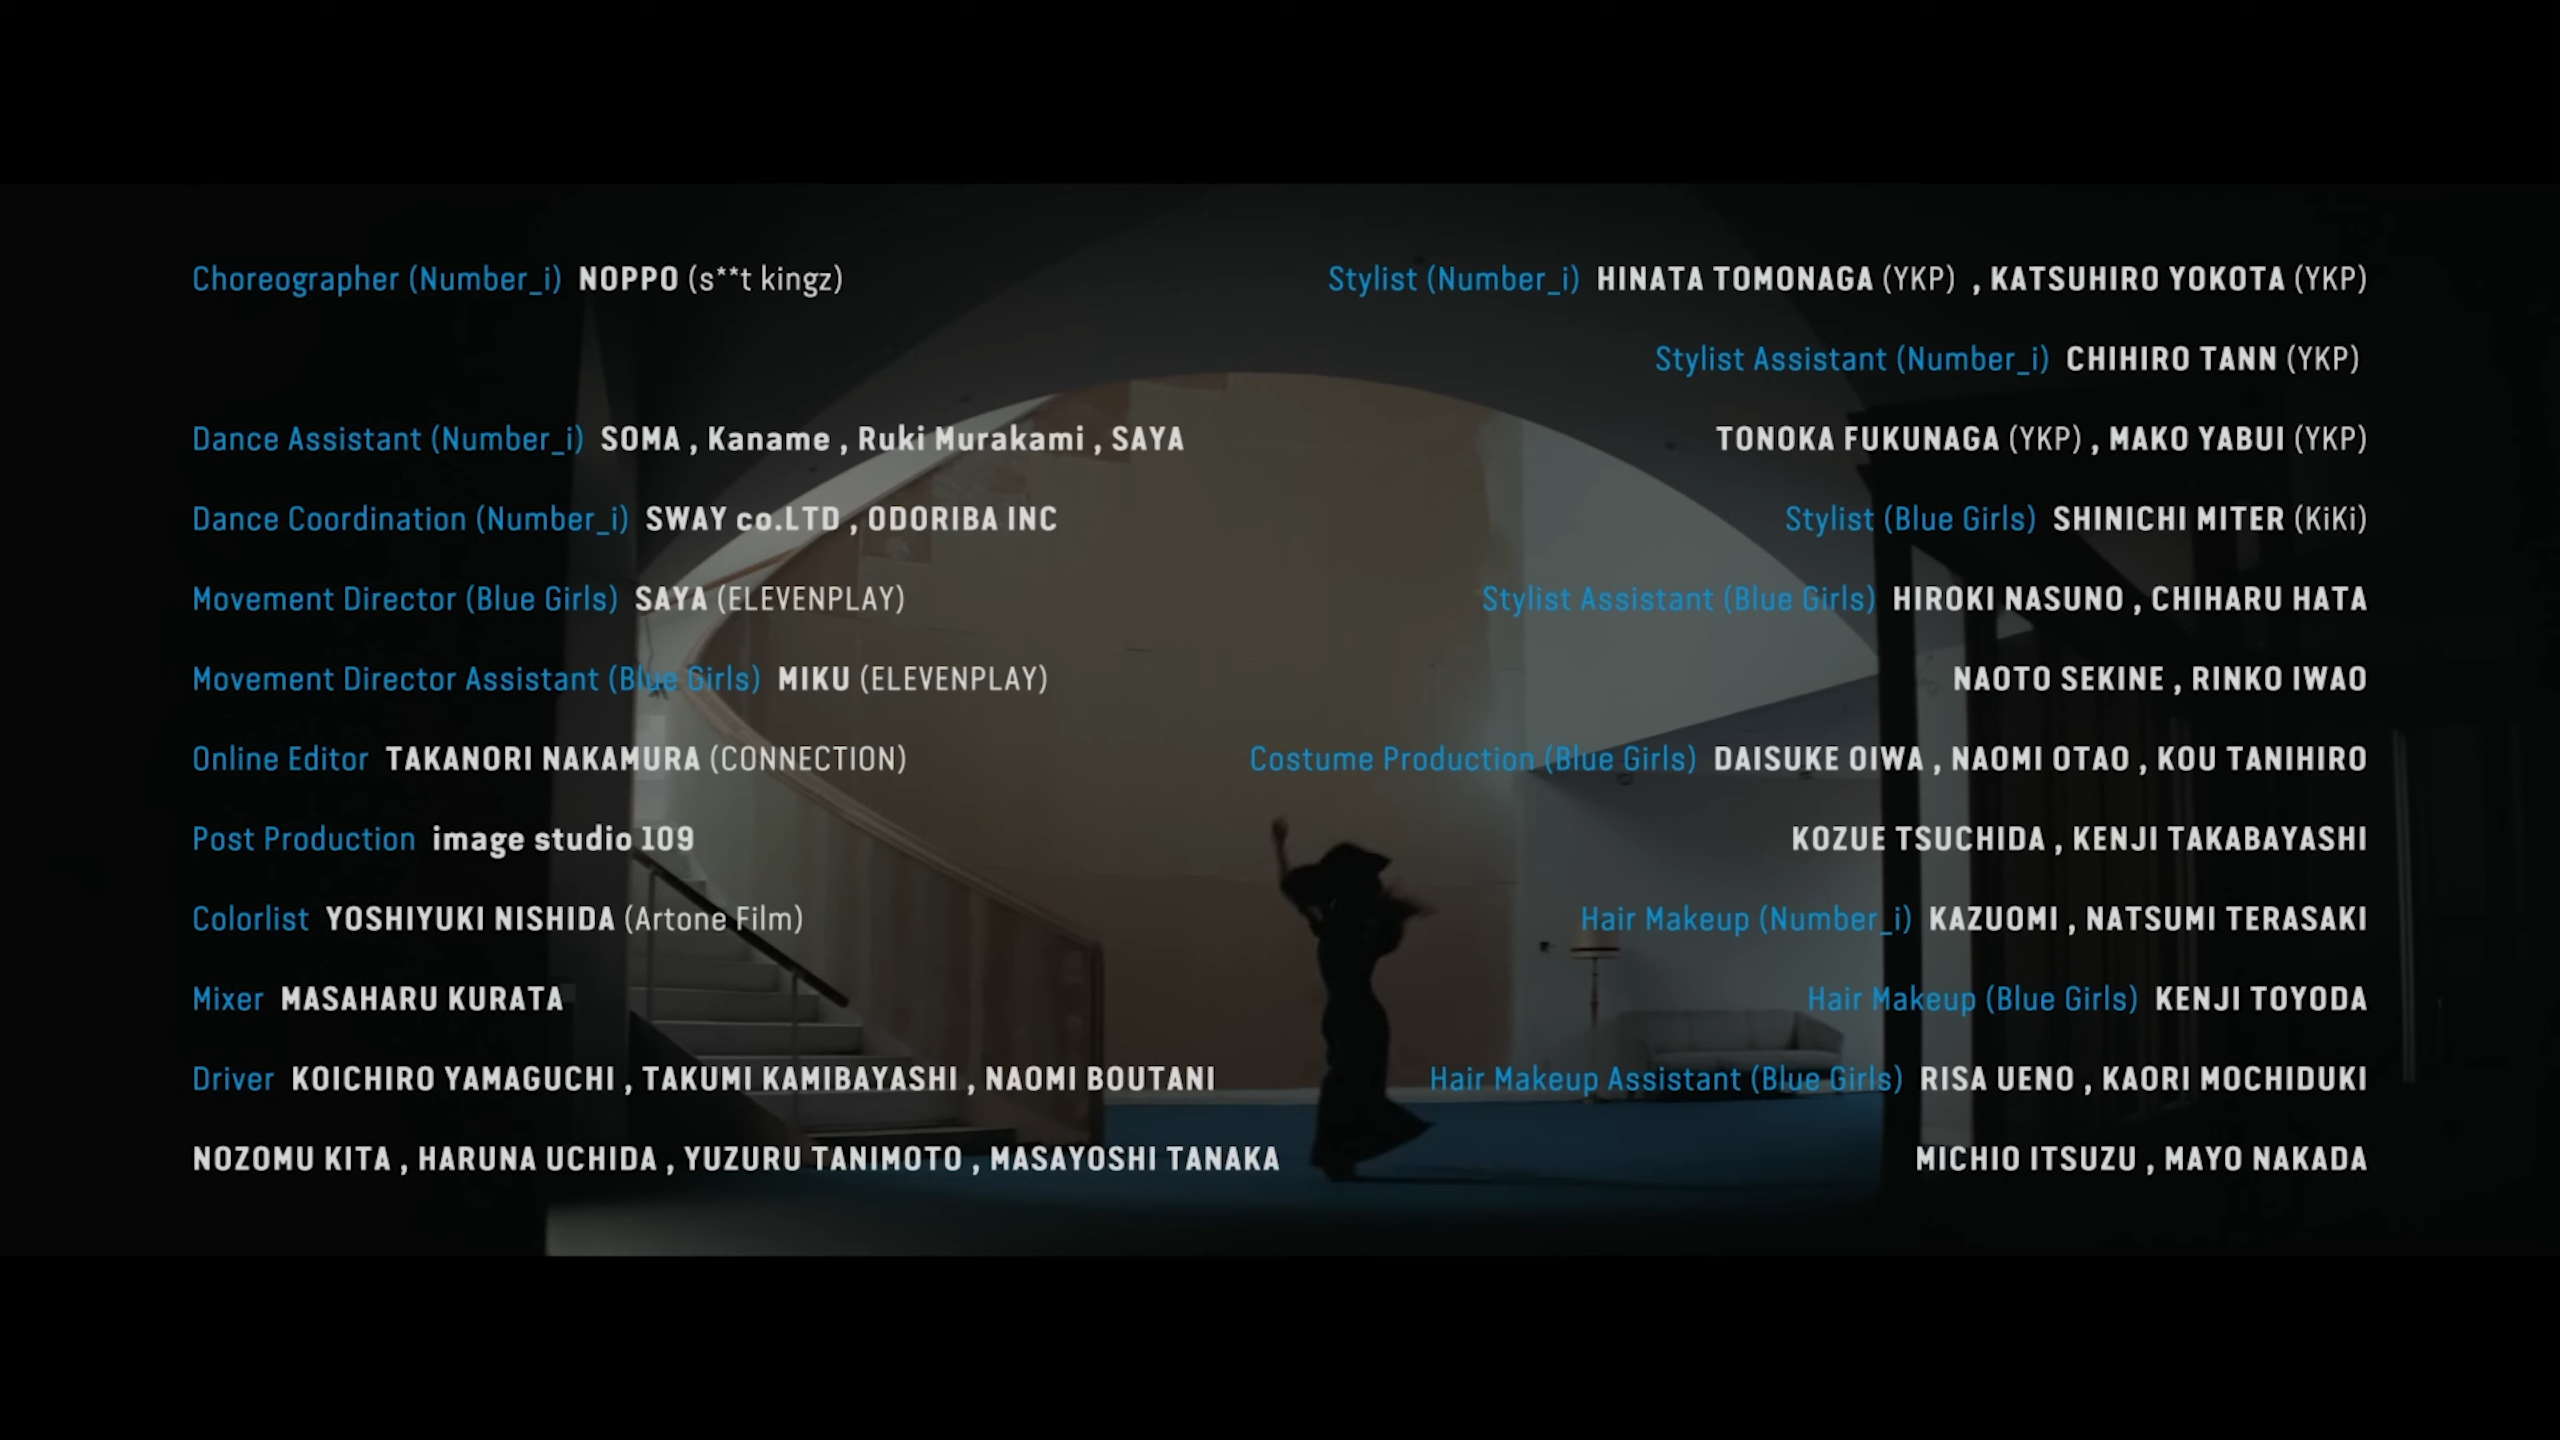 Choreographer (Number_i) NOPPO (s**t kingz)
Dance Assistant (Number_i) SOMA , Kaname , Ruki Murakami , SAYA
Dance Coordination (Number_i) SWAY co.LTD , ODORIBA INC
Movement Director (Blue Girls) SAYA (ELEVENPLAY)
Movement Director Assistant (Blue Girls) MIKU (ELEVENPLAY)
Online Editor TAKANORI NAKAMURA (CONNECTION)
Post Production image studio 109
Colorlist YOSHIYUKI NISHIDA (Artone Film)
Mixer MASAHARU KURATA
Driver KOICHIRO YAMAGUCHI , TAKUMI KAMIBAYASHI , NAOMI BOUTANI
NOZOMU KITA , HARUNA UCHIDA , YUZURU TANIMOTO , MASAYOSHI TANAKA
Stylist (Number_i) HINATA TOMONAGA (YKP) , KATSUHIRO YOKOTA (YKP)
Stylist Assistant (Number_i) CHIHIRO TANN (YKP)
TONOKA FUKUNAGA (YKP) , MAKO YABUI (YKP)
Stylist (Blue Girls) SHINICHI MITER (KiKi)
Stylist Assistant (Blue Girls) HIROKI NASUNO , CHIHARU HATA
NAOTO SEKINE , RINKO IWAO
Costume Production (Blue Girls) DAISUKE OIWA , NAOMI OTAO , KOU TANIHIRO
KOZUE TSUCHIDA , KENJI TAKABAYASHI
Hair Makeup (Number_i) KAZUOMI , NATSUMI TERASAKI
Hair Makeup (Blue Girls) KENJI TOYODA
Hair Makeup Assistant (Blue Girls) RISA UENO , KAORI MOCHIDUKI
MICHIO ITSUZU , MAYO NAKADA